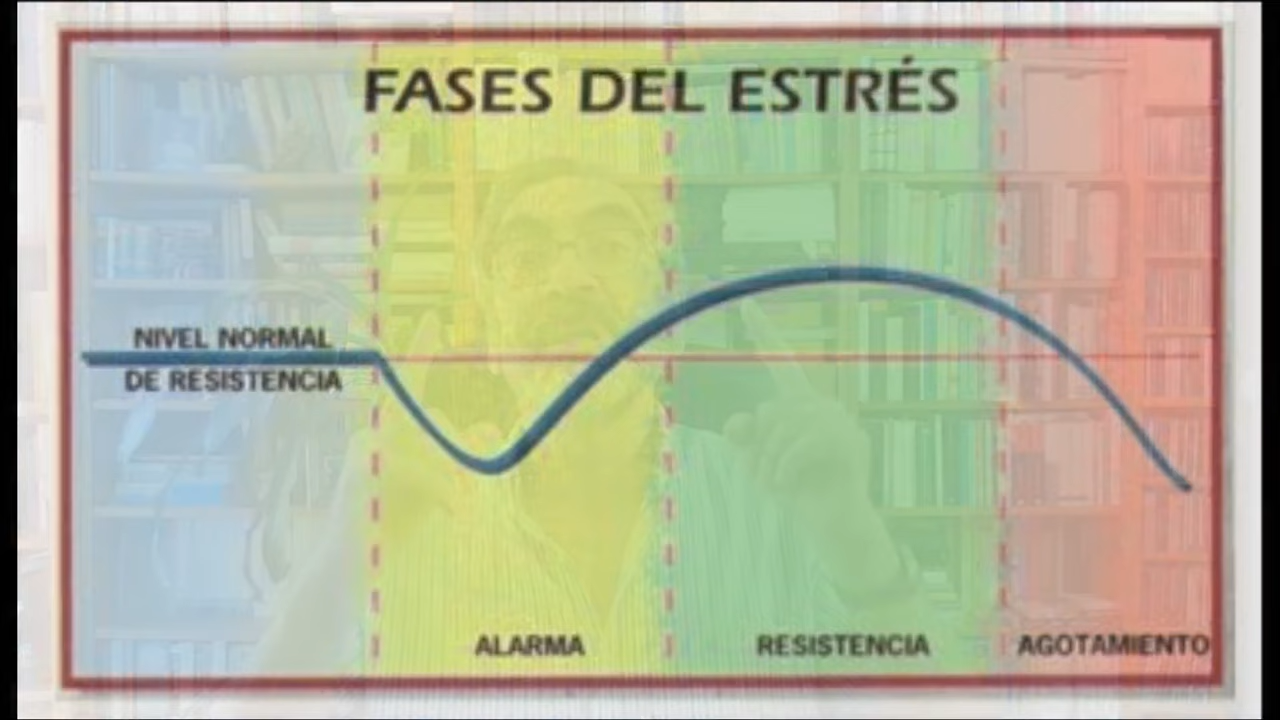 FASES DEL ESTRÉS
NIVEL NORMAL
DE RESISTENCIA
ALARMA
RESISTENCIA
AGOTAMIENTO